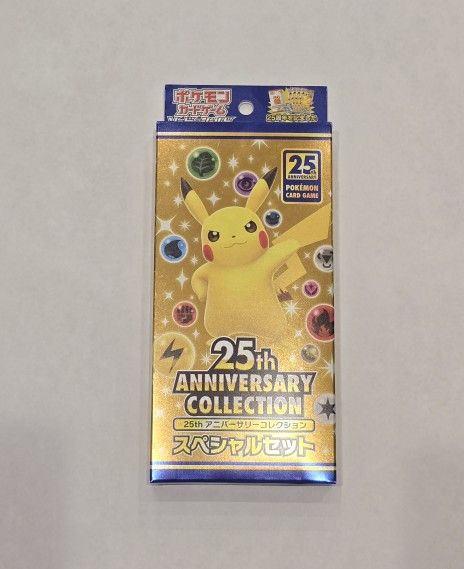 ポケモン
カードゲーム
25th
ANNIVERSARY
POKÉMON
CARD GAME
25th
ANNIVERSARY
COLLECTION
25th アニバーサリーコレクション
スペシャルセット